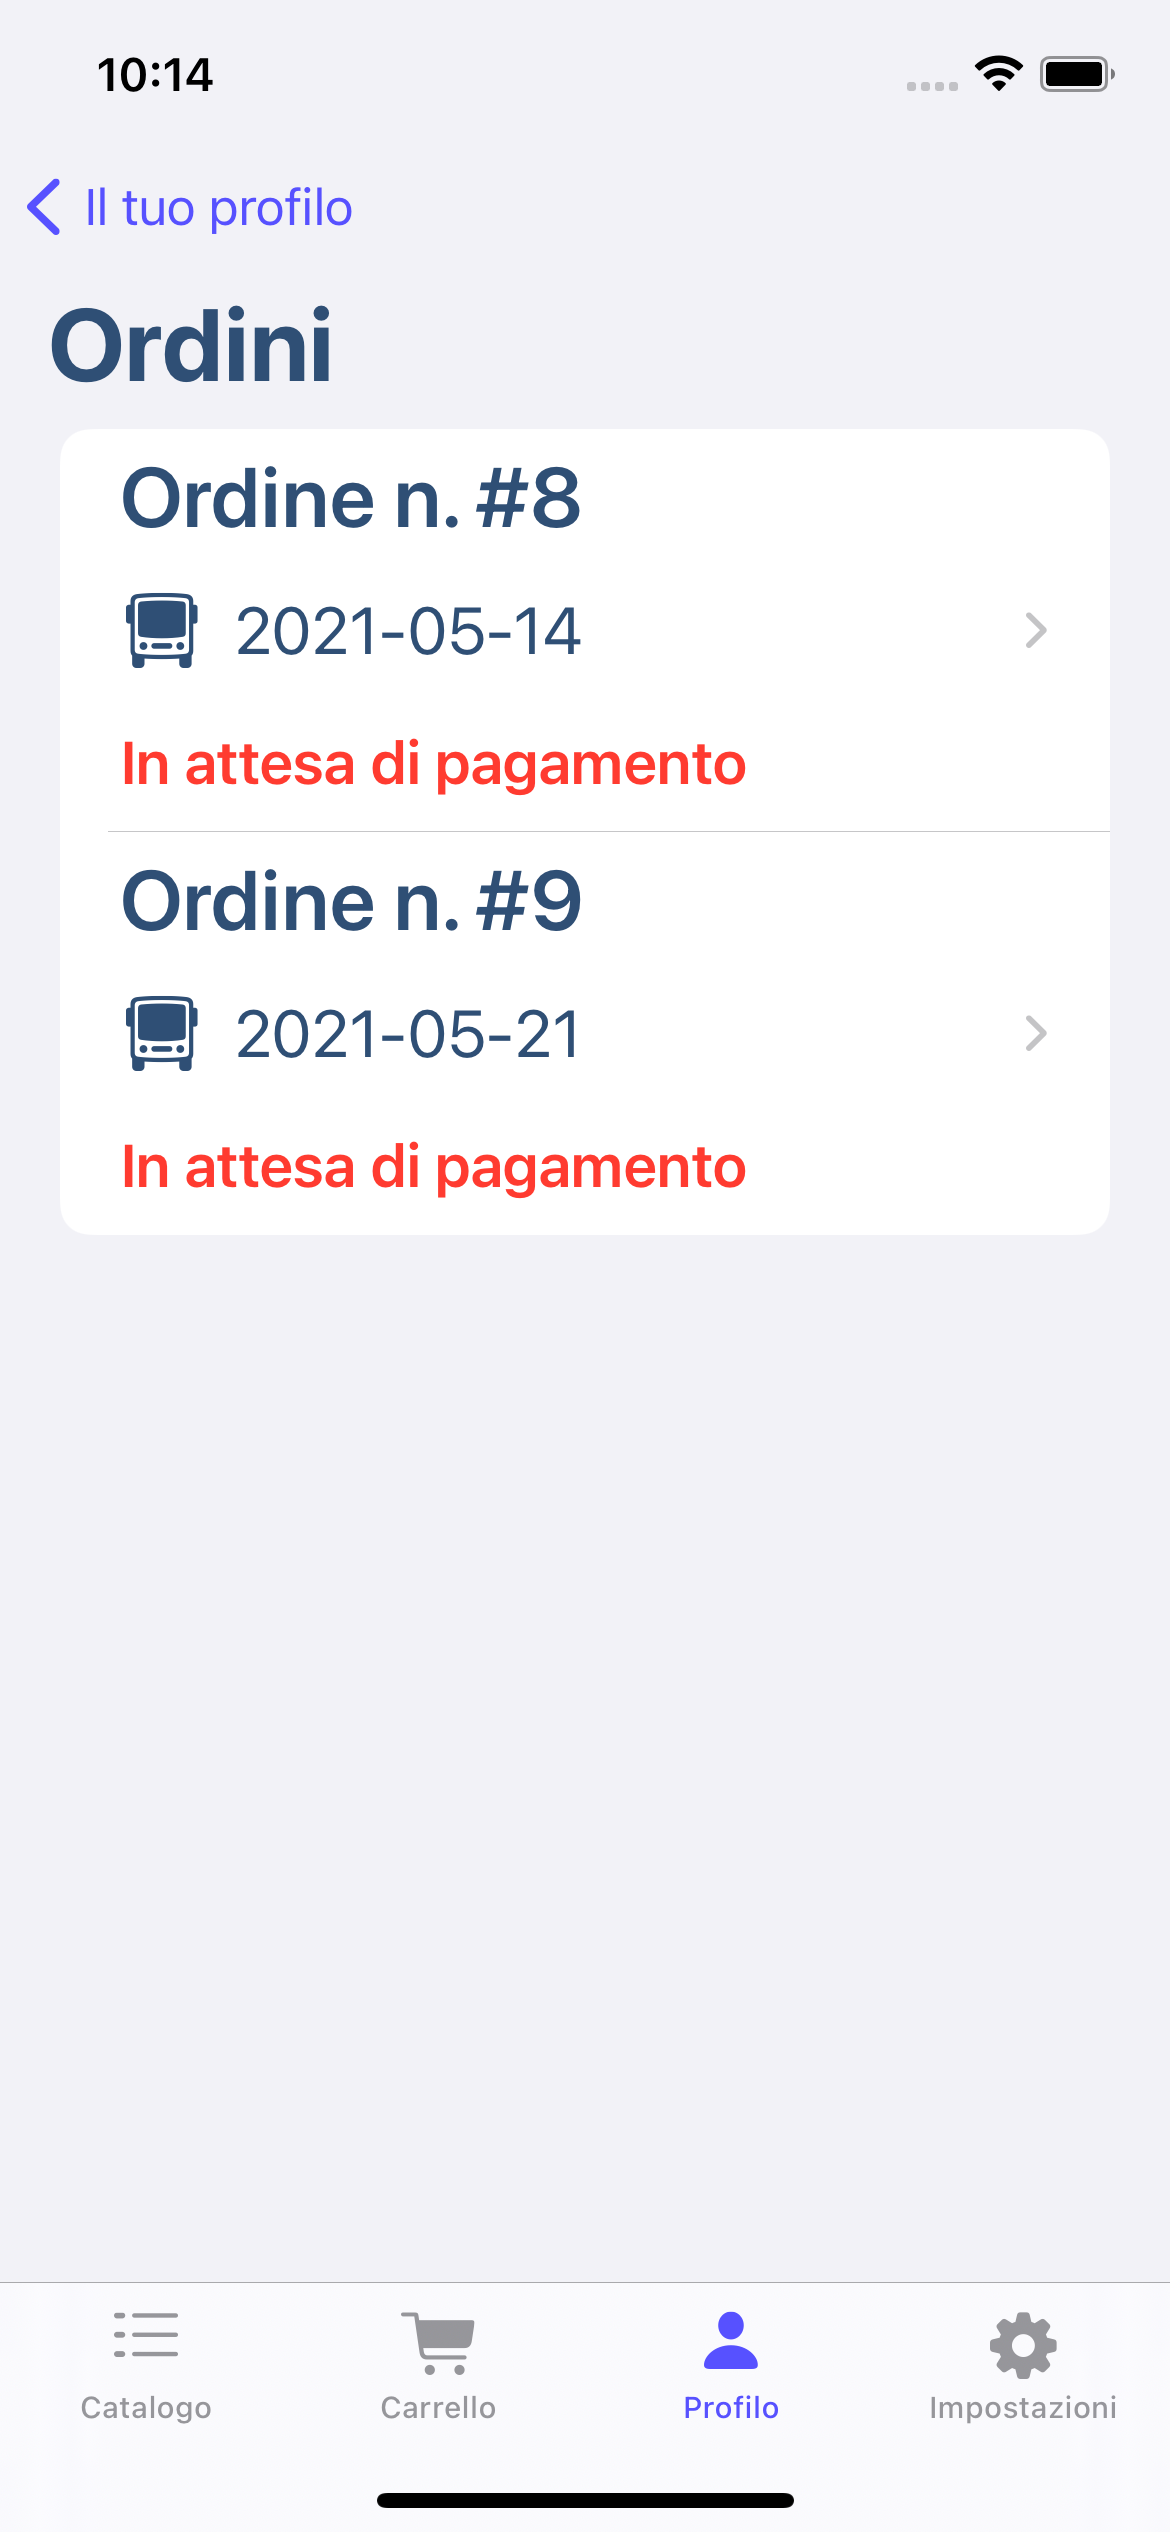 10:14
Il tuo profilo
Ordini
Ordine n. #8
2021-05-14
In attesa di pagamento
Ordine n. #9
2021-05-21
In attesa di pagamento
Catalogo
Carrello
Profilo
Impostazioni